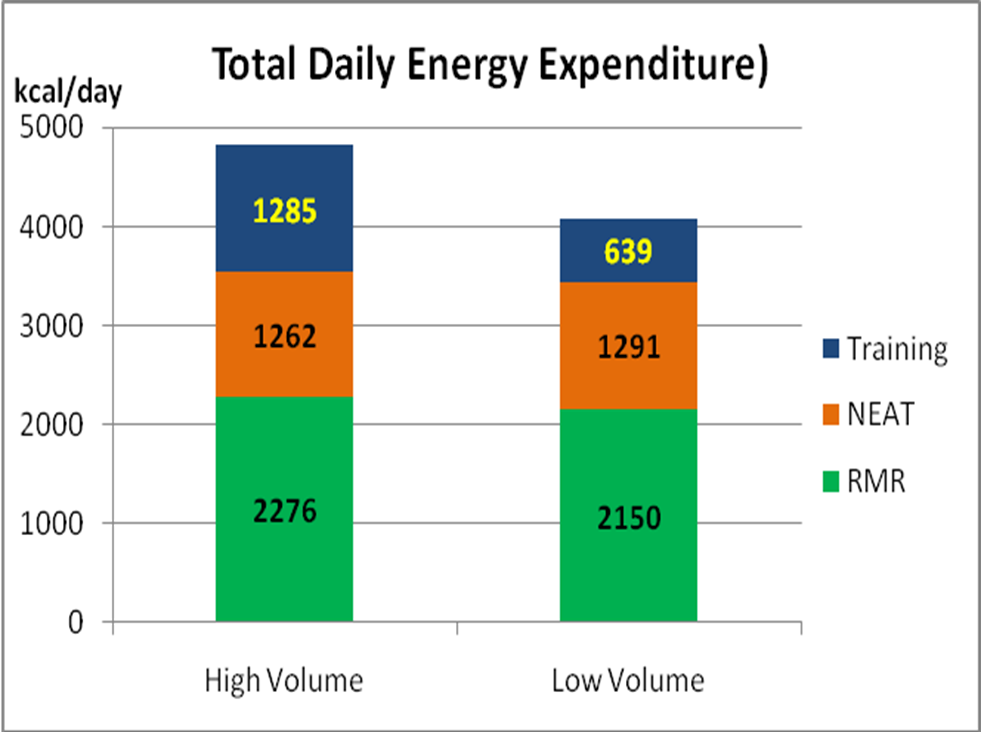 Total Daily Energy Expenditure)
kcal/day
5000
4000
3000
2000
1000
0
1285
1262
2276
639
1291
2150
High Volume
Low Volume
Training
NEAT
RMR